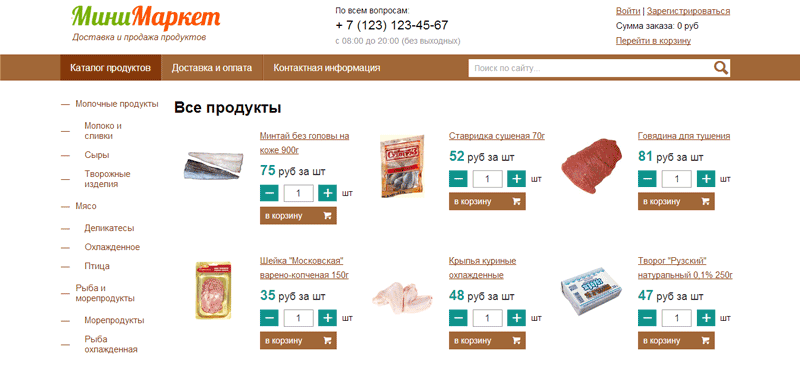 МиниМаркет
Доставка и продажа продуктов
По всем вопросам:
+ 7 (123) 123-45-67
с 08:00 до 20:00 (без выходных)
Войти | Зарегистрироваться
Сумма заказа: 0 руб
Перейти в корзину
Каталог продуктов
Доставка и оплата
Контактная информация
Поиск по сайту...
— Молочные продукты
— Молоко и
сливки
— Сыры
— Творожные
изделия
— Мясо
— Деликатесы
— Охлажденное
— Птица
— Рыба и
морепродукты
— Морепродукты
— Рыба
охлажденная
Все продукты
Минтай без головы на
коже 900г
75 руб за шт
− 1 + шт
в корзину
Ставридка сушеная 70г
52 руб за шт
− 1 + шт
в корзину
Говядина для тушения
81 руб за шт
− 1 + шт
в корзину
Шейка "Московская"
варено-копченая 150г
35 руб за шт
− 1 + шт
в корзину
Крылья куриные
охлажденные
48 руб за шт
− 1 + шт
в корзину
Творог "Рузский"
натуральный 0.1% 250г
47 руб за шт
− 1 + шт
в корзину